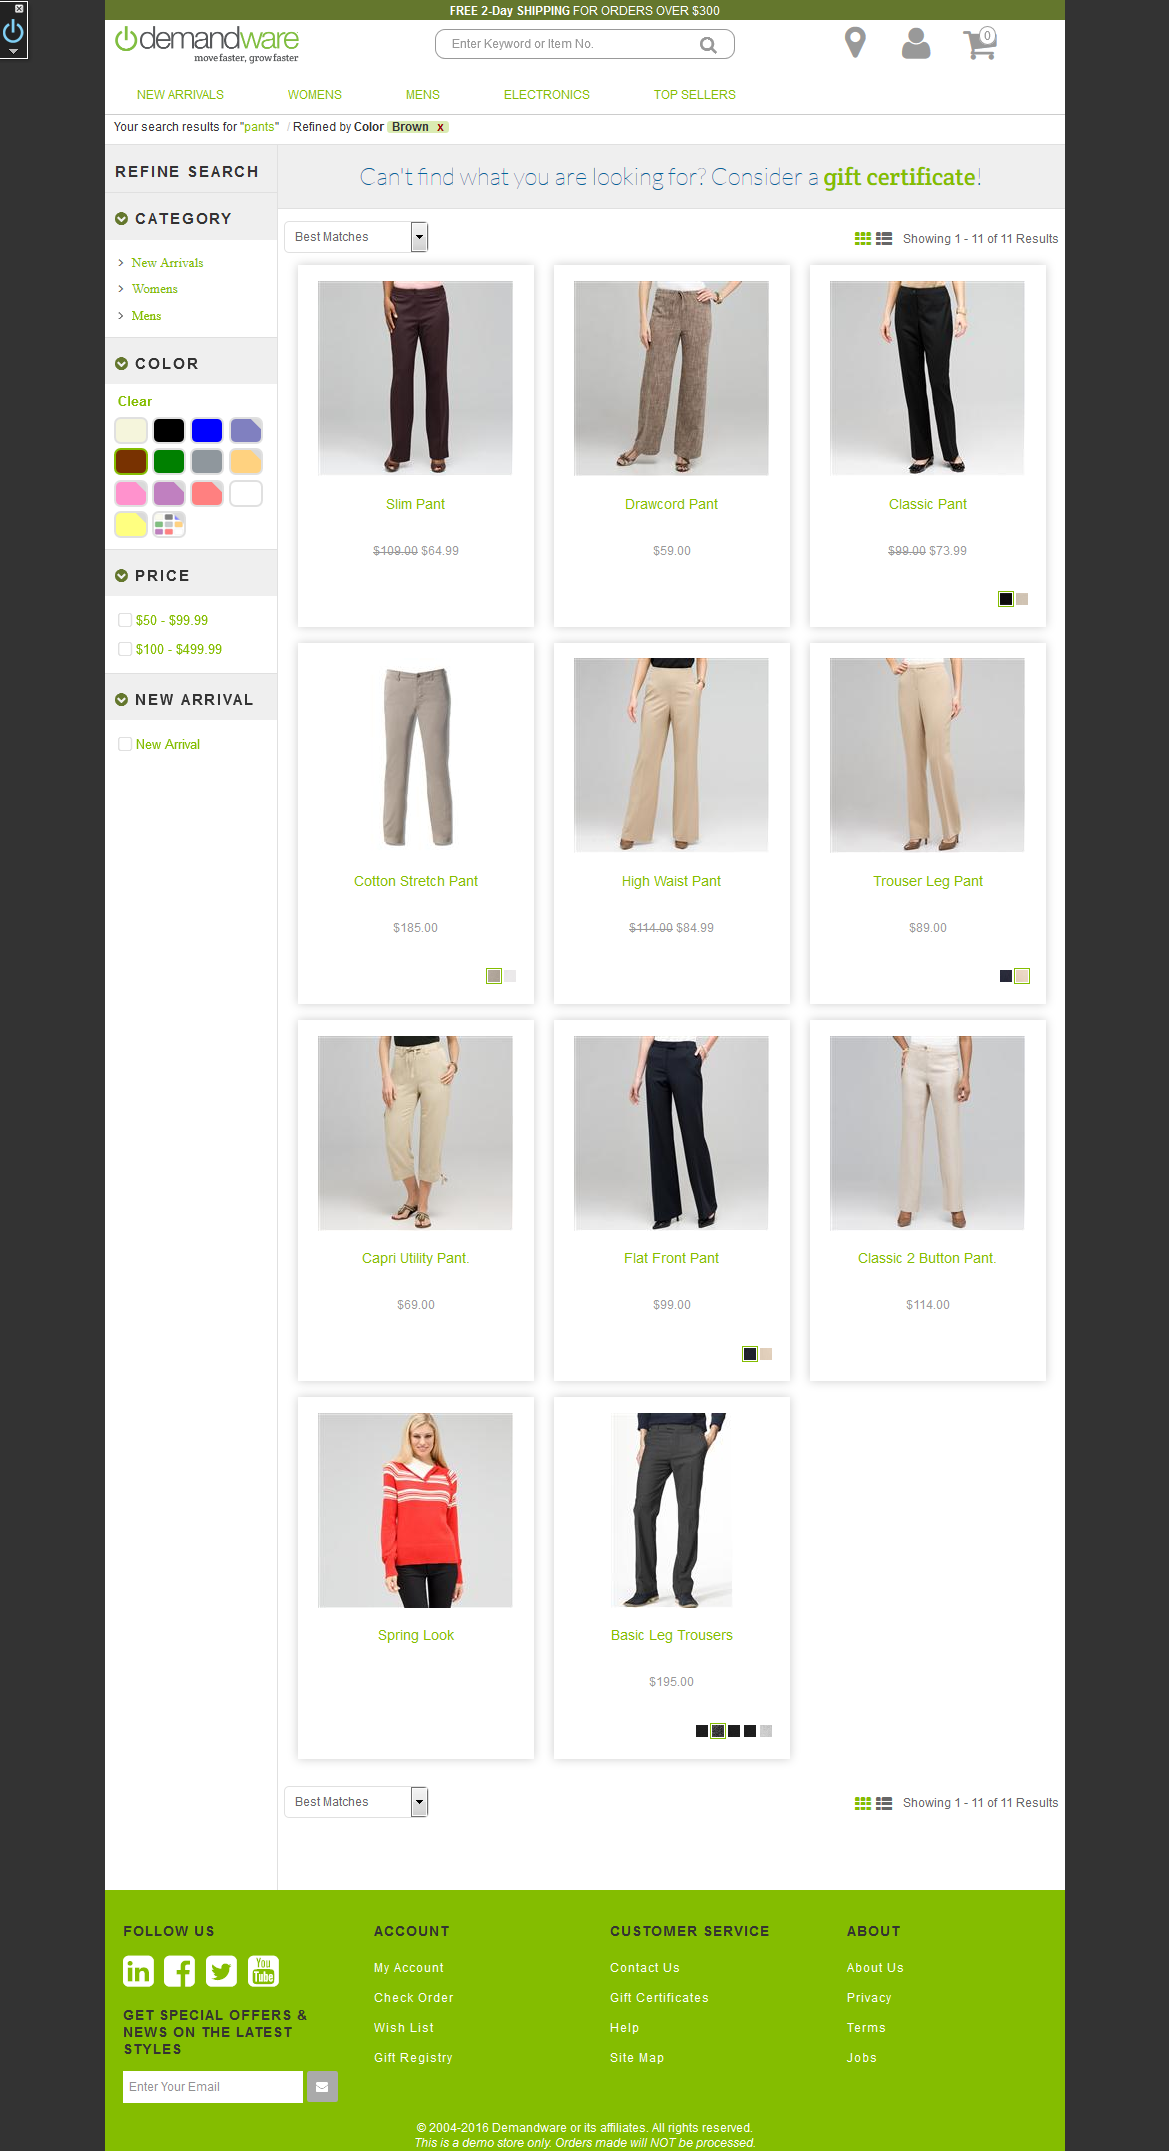 FREE 2-Day SHIPPING FOR ORDERS OVER $300
demandware
move faster, grow faster
Enter Keyword or Item No.
0
NEW ARRIVALS WOMENS MENS ELECTRONICS TOP SELLERS
Your search results for "pants" / Refined by Color Brown x
REFINE SEARCH
CATEGORY
New Arrivals
Womens
Mens
COLOR
Clear
PRICE
$50 - $99.99
$100 - $499.99
NEW ARRIVAL
New Arrival
Can't find what you are looking for? Consider a gift certificate!
Best Matches
Showing 1 - 11 of 11 Results
Slim Pant
$109.00 $64.99
Drawcord Pant
$59.00
Classic Pant
$99.00 $73.99
Cotton Stretch Pant
$185.00
High Waist Pant
$114.00 $84.99
Trouser Leg Pant
$89.00
Capri Utility Pant.
$69.00
Flat Front Pant
$99.00
Classic 2 Button Pant.
$114.00
Spring Look
Basic Leg Trousers
$195.00
Best Matches
Showing 1 - 11 of 11 Results
FOLLOW US
in
You
Tube
GET SPECIAL OFFERS &
NEWS ON THE LATEST
STYLES
Enter Your Email
ACCOUNT
My Account
Check Order
Wish List
Gift Registry
CUSTOMER SERVICE
Contact Us
Gift Certificates
Help
Site Map
ABOUT
About Us
Privacy
Terms
Jobs
© 2004-2016 Demandware or its affiliates. All rights reserved.
This is a demo store only. Orders made will NOT be processed.